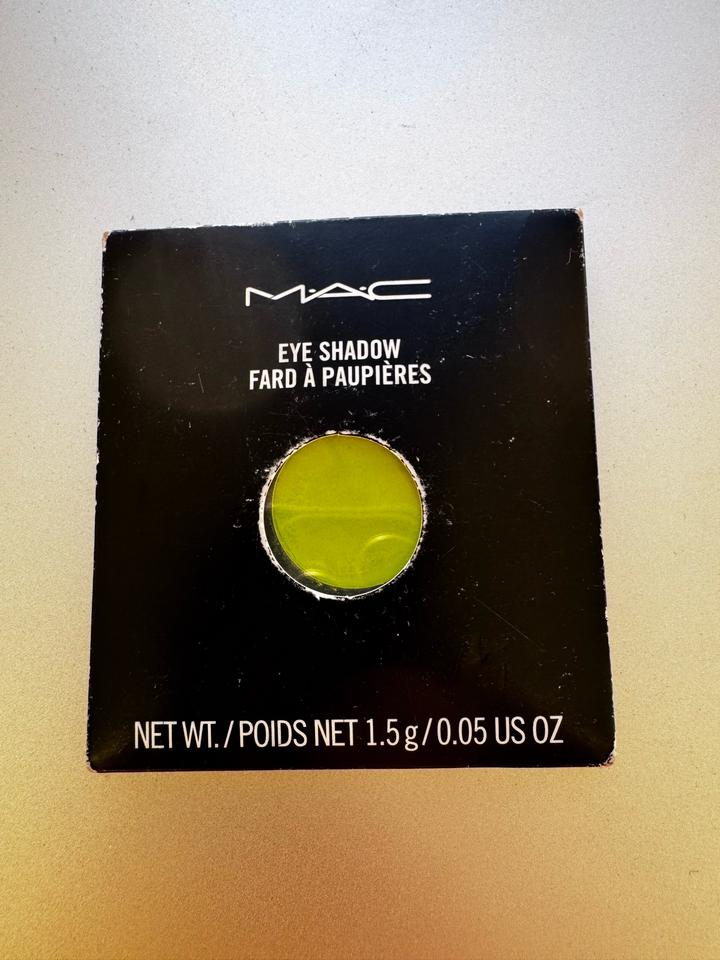 M·A·C
EYE SHADOW
FARD À PAUPIÈRES
NET WT. / POIDS NET 1.5 g / 0.05 US OZ